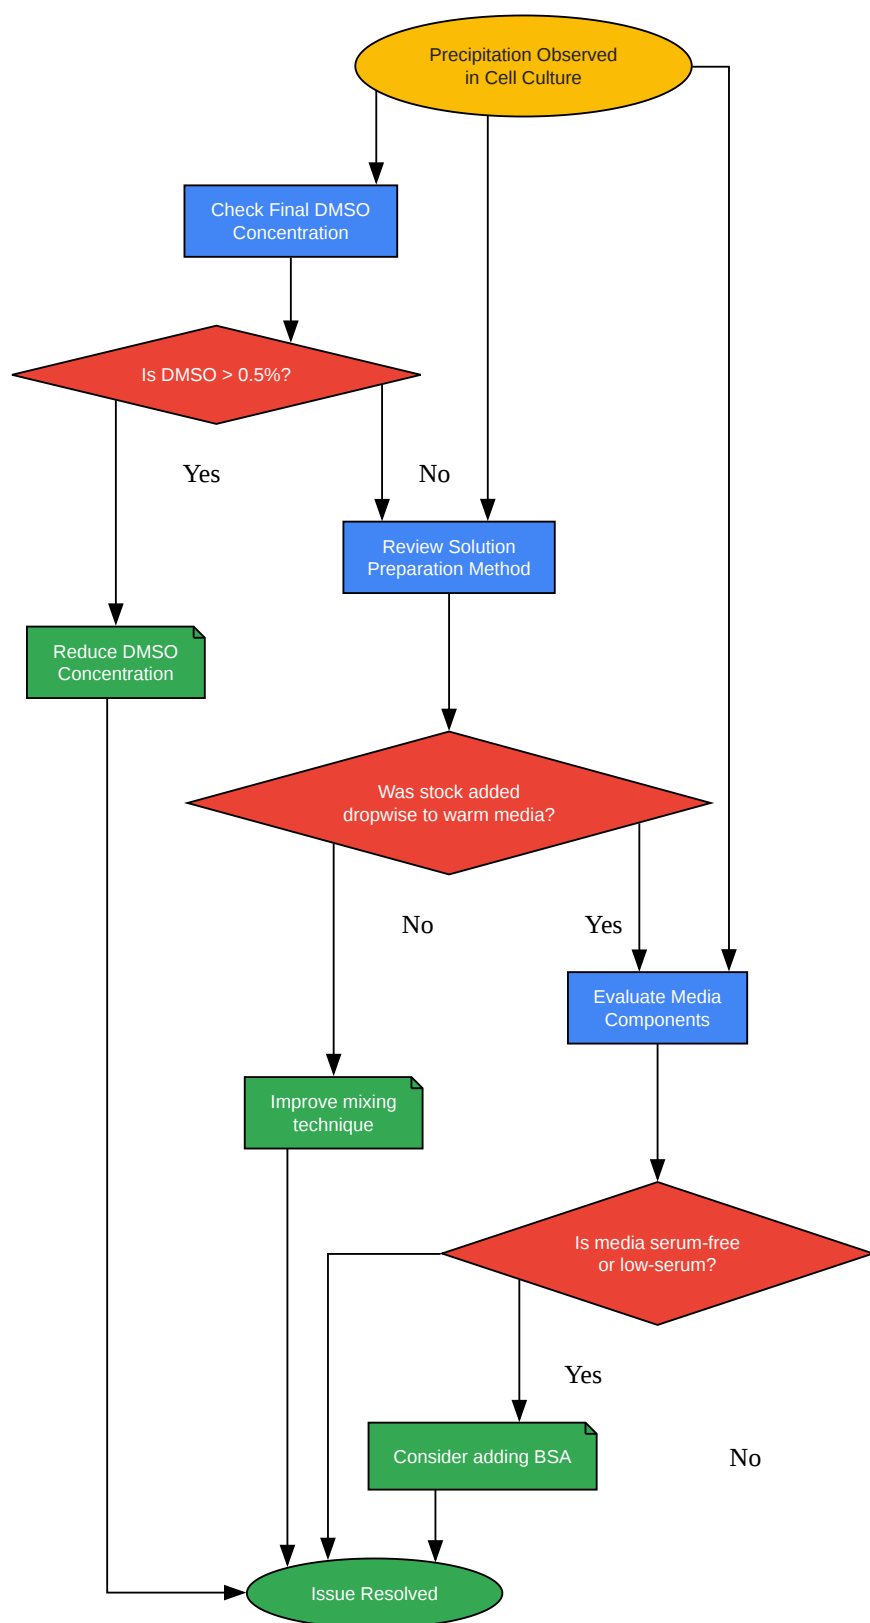 Precipitation Observed
in Cell Culture
Check Final DMSO
Concentration
Is DMSO > 0.5%?
Yes
No
Review Solution
Preparation Method
Reduce DMSO
Concentration
Was stock added
dropwise to warm media?
No
Yes
Evaluate Media
Components
Improve mixing
technique
Is media serum-free
or low-serum?
Yes
Consider adding BSA
No
Issue Resolved